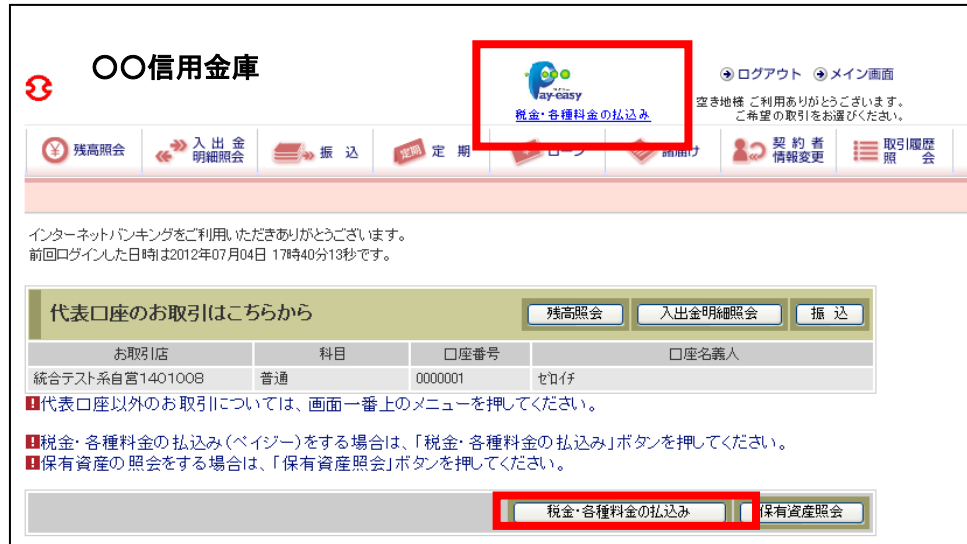 〇〇信用金庫
Pay-easy
税金・各種料金の払込み
ログアウト メイン画面
空き地様 ご利用ありがとうございます。
ご希望の取引をお選びください。
残高照会 入出金明細照会 振込 定期 ローン 諸届け 契約者情報変更 取引履歴照会
インターネットバンキングをご利用いただきありがとうございます。
前回ログインした日時は2012年07月04日 17時40分13秒です。
代表口座のお取引はこちらから 残高照会 入出金明細照会 振込
お取引店 科目 口座番号 口座名義人
統合テスト系自営1401008 普通 0000001 ゼロイチ
代表口座以外のお取引については、画面一番上のメニューを押してください。
税金・各種料金の払込み(ペイジー)をする場合は、「税金・各種料金の払込み」ボタンを押してください。
保有資産の照会をする場合は、「保有資産照会」ボタンを押してください。
税金・各種料金の払込み 保有資産照会